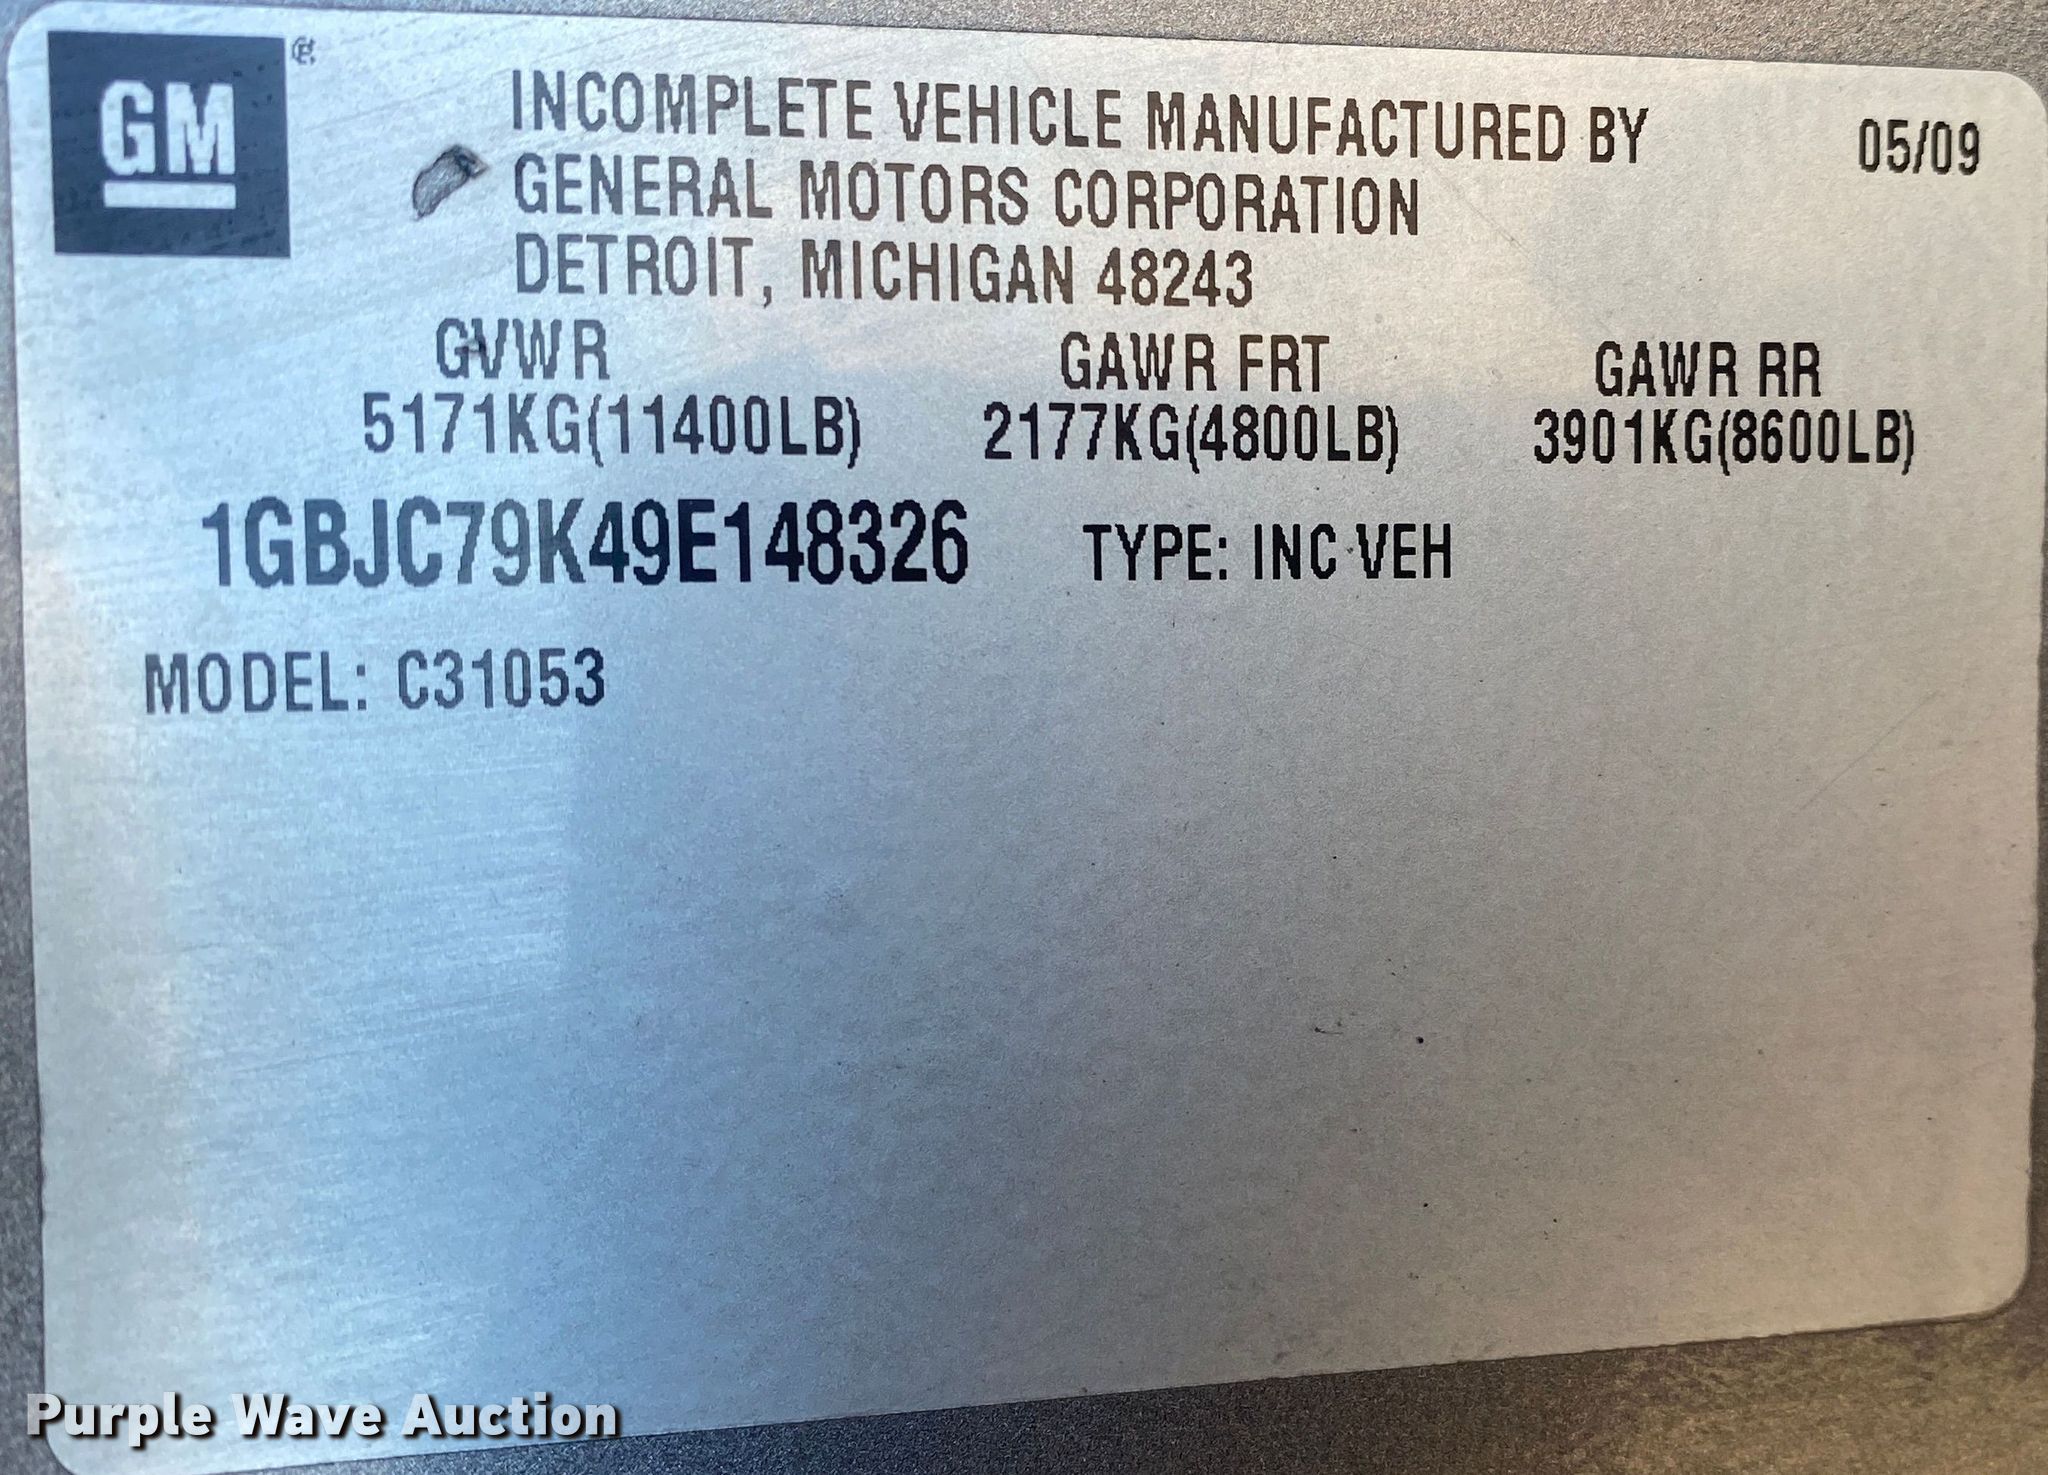 GM ®
INCOMPLETE VEHICLE MANUFACTURED BY 05/09
GENERAL MOTORS CORPORATION
DETROIT, MICHIGAN 48243
GVWR GAWR FRT GAWR RR
5171KG(11400LB) 2177KG(4800LB) 3901KG(8600LB)
1GBJC79K49E148326 TYPE: INC VEH
MODEL: C31053
Purple Wave Auction